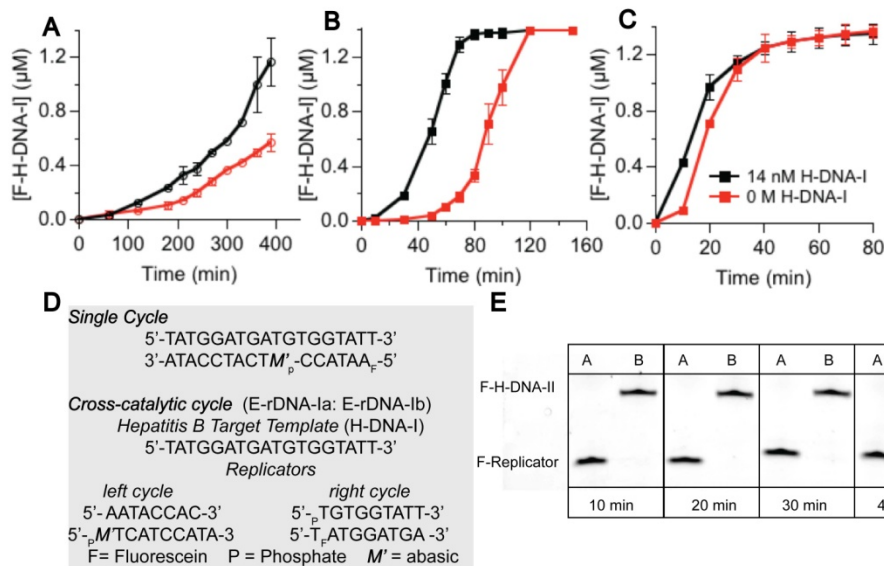 A
[F-H-DNA-I] (µM)
1.2
0.8
0.4
0.0
0 100 200 300 400
Time (min)
B
1.2
0.8
0.4
0.0
0 40 80 120 160
Time (min)
C
[F-H-DNA-I] (µM)
1.2
0.8
0.4
0.0
14 nM H-DNA-I
0 M H-DNA-I
0 20 40 60 80
Time (min)
D
Single Cycle
5'-TATGGATGATGTGGTATT-3'
3'-ATACCTACTM'p-CCATAAF-5'
Cross-catalytic cycle (E-rDNA-Ia: E-rDNA-Ib)
Hepatitis B Target Template (H-DNA-I)
5'-TATGGATGATGTGGTATT-3'
Replicators
left cycle right cycle
5'- AATACCAC-3' 5'-PTGTGGTATT-3'
5'-PM'TCATCCATA-3 5'-TFATGGATGA -3'
F= Fluorescein P = Phosphate M' = abasic
E
A B A B A B A
F-H-DNA-II
F-Replicator
10 min 20 min 30 min 4